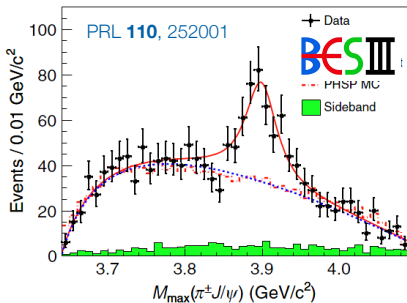 PRL 110, 252001
Data
BESIII
t
PHSP MC
Sideband
Events / 0.01 GeV/c²
100
80
60
40
20
0
3.7
3.8
3.9
4.0
Mmax(π±J/ψ) (GeV/c²)